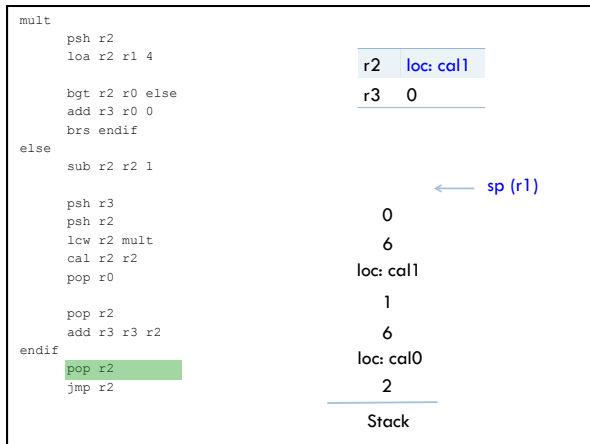 mult
psh r2
loa r2 r1 4
bgt r2 r0 else
add r3 r0 0
brs endif
else
sub r2 r2 1
psh r3
psh r2
lcw r2 mult
cal r2 r2
pop r0
pop r2
add r3 r3 r2
endif
pop r2
jmp r2
r2 loc: cal1
r3 0
sp (r1)
0
6
loc: cal1
1
6
loc: cal0
2
Stack